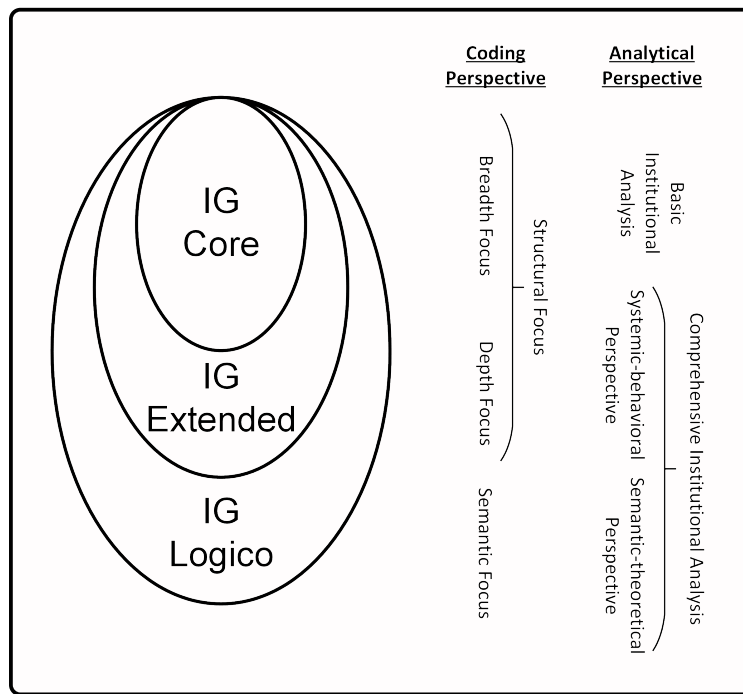 Coding
Perspective
Analytical
Perspective
IG
Core
IG
Extended
IG
Logico
Breadth Focus
Depth Focus
Structural Focus
Semantic Focus
Basic
Institutional
Analysis
Systemic-behavioral
Perspective
Semantic-theoretical
Perspective
Comprehensive Institutional Analysis